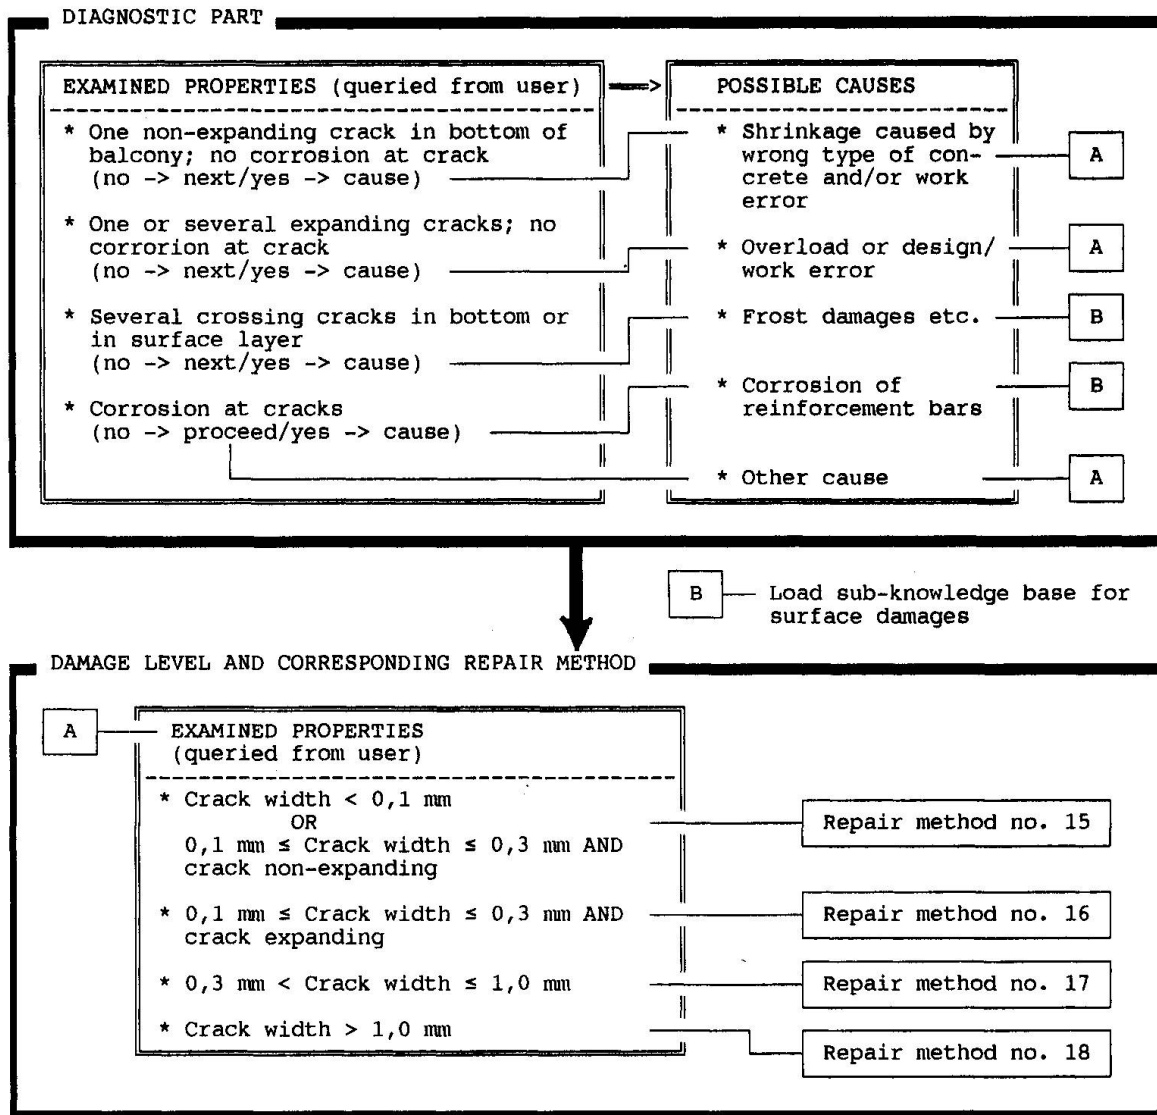 DIAGNOSTIC PART
EXAMINED PROPERTIES (queried from user) ==>
* One non-expanding crack in bottom of
balcony; no corrosion at crack
(no -> next/yes -> cause)
* One or several expanding cracks; no
corrorion at crack
(no -> next/yes -> cause)
* Several crossing cracks in bottom or
in surface layer
(no -> next/yes -> cause)
* Corrosion at cracks
(no -> proceed/yes -> cause)
POSSIBLE CAUSES
* Shrinkage caused by
wrong type of con-
crete and/or work
error
A
* Overload or design/
work error
A
* Frost damages etc.
B
* Corrosion of
reinforcement bars
B
* Other cause
A
B
Load sub-knowledge base for
surface damages
DAMAGE LEVEL AND CORRESPONDING REPAIR METHOD
A
EXAMINED PROPERTIES
(queried from user)
* Crack width < 0,1 mm
OR
0,1 mm ≤ Crack width ≤ 0,3 mm AND
crack non-expanding
Repair method no. 15
* 0,1 mm ≤ Crack width ≤ 0,3 mm AND
crack expanding
Repair method no. 16
* 0,3 mm < Crack width ≤ 1,0 mm
Repair method no. 17
* Crack width > 1,0 mm
Repair method no. 18